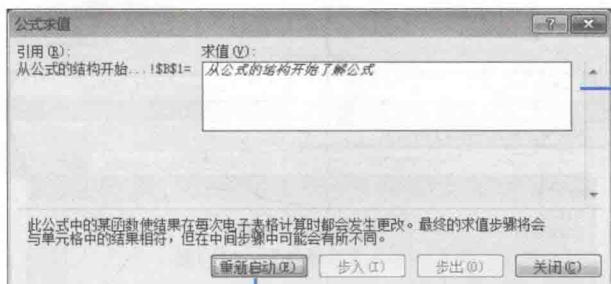 公式求值
引用(R):
求值(V):
从公式的结构开始...!$B$1=
从公式的结构开始了解公式
此公式中的某函数使结果在每次电子表格计算时都会发生更改。最终的求值步骤将会
与单元格中的结果相符，但在中间步骤中可能会有所不同。
重新启动(E) 步入(I) 步出(O) 关闭(C)